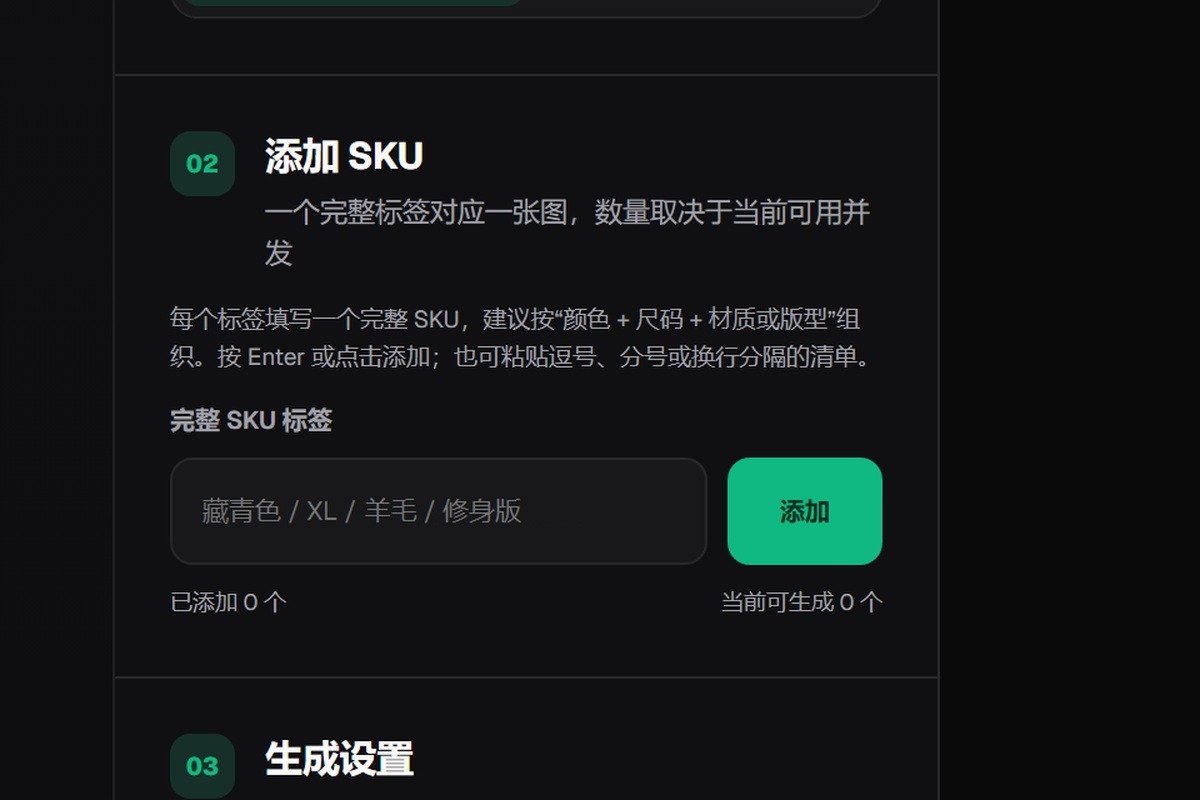 02
添加 SKU
一个完整标签对应一张图，数量取决于当前可用并
发
每个标签填写一个完整 SKU，建议按“颜色 + 尺码 + 材质或版型”组
织。按 Enter 或点击添加；也可粘贴逗号、分号或换行分隔的清单。
完整 SKU 标签
藏青色 / XL / 羊毛 / 修身版
添加
已添加 0 个
当前可生成 0 个
03
生成设置